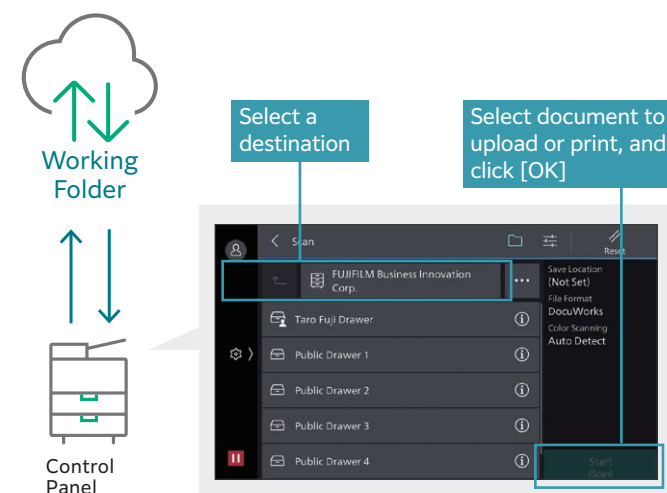 Working
Folder
Control
Panel
Select a
destination
Select document to
upload or print, and
click [OK]
Scan
Reset
FUJIFILM Business Innovation
Corp.
Taro Fuji Drawer
Public Drawer 1
Public Drawer 2
Public Drawer 3
Public Drawer 4
Save Location
(Not Set)
File Format
DocuWorks
Color Scanning
Auto Detect
Start
(Scan)